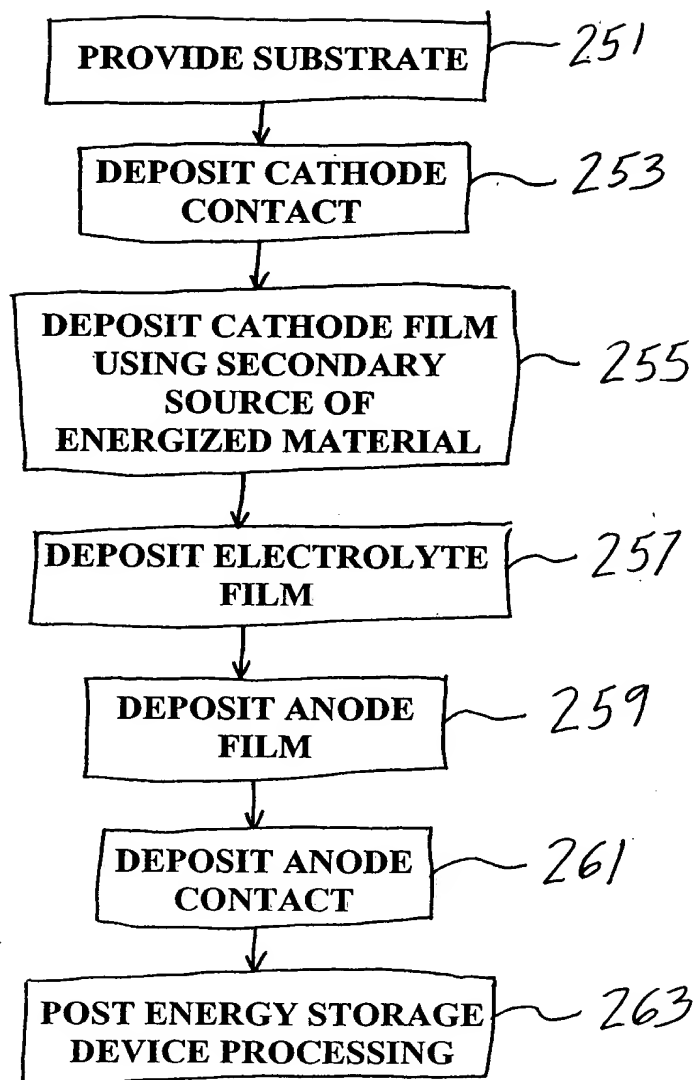 PROVIDE SUBSTRATE
251
DEPOSIT CATHODE
CONTACT
253
DEPOSIT CATHODE FILM
USING SECONDARY
SOURCE OF
ENERGIZED MATERIAL
255
DEPOSIT ELECTROLYTE
FILM
257
DEPOSIT ANODE
FILM
259
DEPOSIT ANODE
CONTACT
261
POST ENERGY STORAGE
DEVICE PROCESSING
263